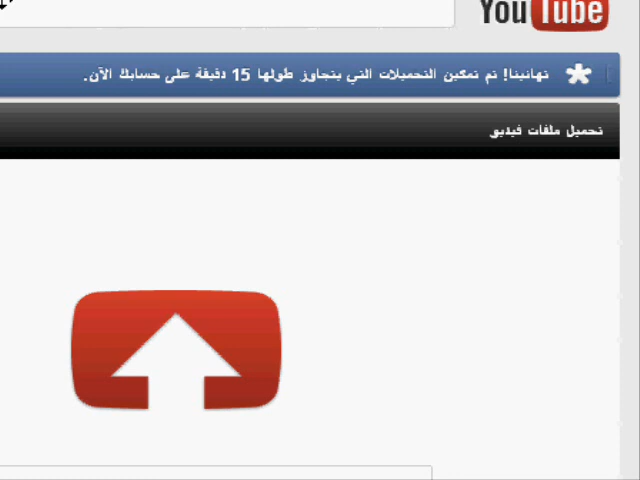 YouTube
تهانينا! تم تمكين التحميلات التي يتجاوز طولها 15 دقيقة على حسابك الآن.
تحميل ملفات فيديو